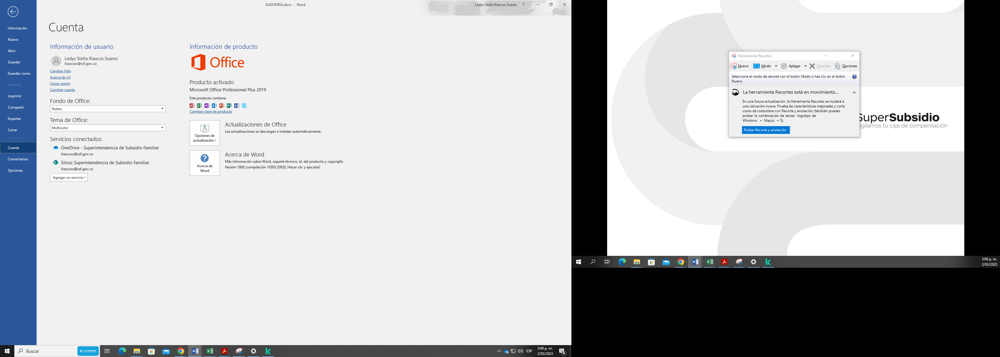 AUDITORIA.docx - Word
Ledys Stella Riascos Suarez ?
Información
Nuevo
Abrir
Guardar
Guardar como
Historial
Imprimir
Compartir
Exportar
Cerrar
Cuenta
Comentarios
Opciones
Cuenta
Información de usuario
Ledys Stella Riascos Suarez
lriascoss@ssf.gov.co
Cambiar foto
Acerca de mí
Cerrar sesión
Cambiar cuenta
Fondo de Office:
Nubes
Tema de Office:
Multicolor
Servicios conectados:
OneDrive - Superintendencia de Subsidio Familiar
lriascoss@ssf.gov.co
Sitios: Superintendencia de Subsidio Familiar
lriascoss@ssf.gov.co
Agregar un servicio
Información de producto
Office
Producto activado
Microsoft Office Professional Plus 2019
Este producto contiene
Cambiar clave de producto
Opciones de
actualización
Actualizaciones de Office
Las actualizaciones se descargan e instalan automáticamente.
Acerca de
Word
Acerca de Word
Más información sobre Word, soporte técnico, id. del producto y copyright.
Versión 1808 (compilación 10395.20020, Hacer clic y ejecutar)
Buscar
SuperSubsidio
ESP
3:00 p. m.
2/03/2023
4
Herramienta Recortes
Nuevo Modo Aplazar Cancelar Opciones
Selecciona el modo de recorte con el botón Modo o haz clic en el botón
Nuevo.
La herramienta Recortes está en movimiento...
En una futura actualización, la Herramienta Recortes se mudará a
una ubicación nueva. Prueba las características mejoradas y corta
como de costumbre con Recorte y anotación (también puedes
probar la combinación de teclas: logotipo de
Windows + Mayús + S).
Probar Recorte y anotación
SuperSubsidio
igilamos tu caja de compensación
3:00 p. m.
2/03/2023